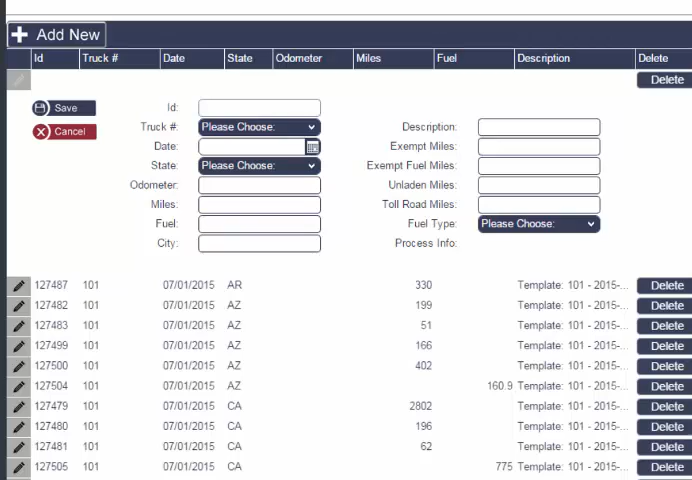 Add New
Id Truck # Date State Odometer Miles Fuel Description Delete
Delete
Save Id:
Cancel Truck #: Please Choose: Description:
Date: Exempt Miles:
State: Please Choose: Exempt Fuel Miles:
Odometer: Unladen Miles:
Miles: Toll Road Miles:
Fuel: Fuel Type: Please Choose:
City: Process Info:
127487 101 07/01/2015 AR 330 Template: 101 - 2015-... Delete
127482 101 07/01/2015 AZ 199 Template: 101 - 2015-... Delete
127483 101 07/01/2015 AZ 51 Template: 101 - 2015-... Delete
127499 101 07/01/2015 AZ 166 Template: 101 - 2015-... Delete
127500 101 07/01/2015 AZ 402 Template: 101 - 2015-... Delete
127504 101 07/01/2015 AZ 160.9 Template: 101 - 2015-... Delete
127479 101 07/01/2015 CA 2802 Template: 101 - 2015-... Delete
127480 101 07/01/2015 CA 196 Template: 101 - 2015-... Delete
127481 101 07/01/2015 CA 62 Template: 101 - 2015-... Delete
127505 101 07/01/2015 CA 775 Template: 101 - 2015-... Delete